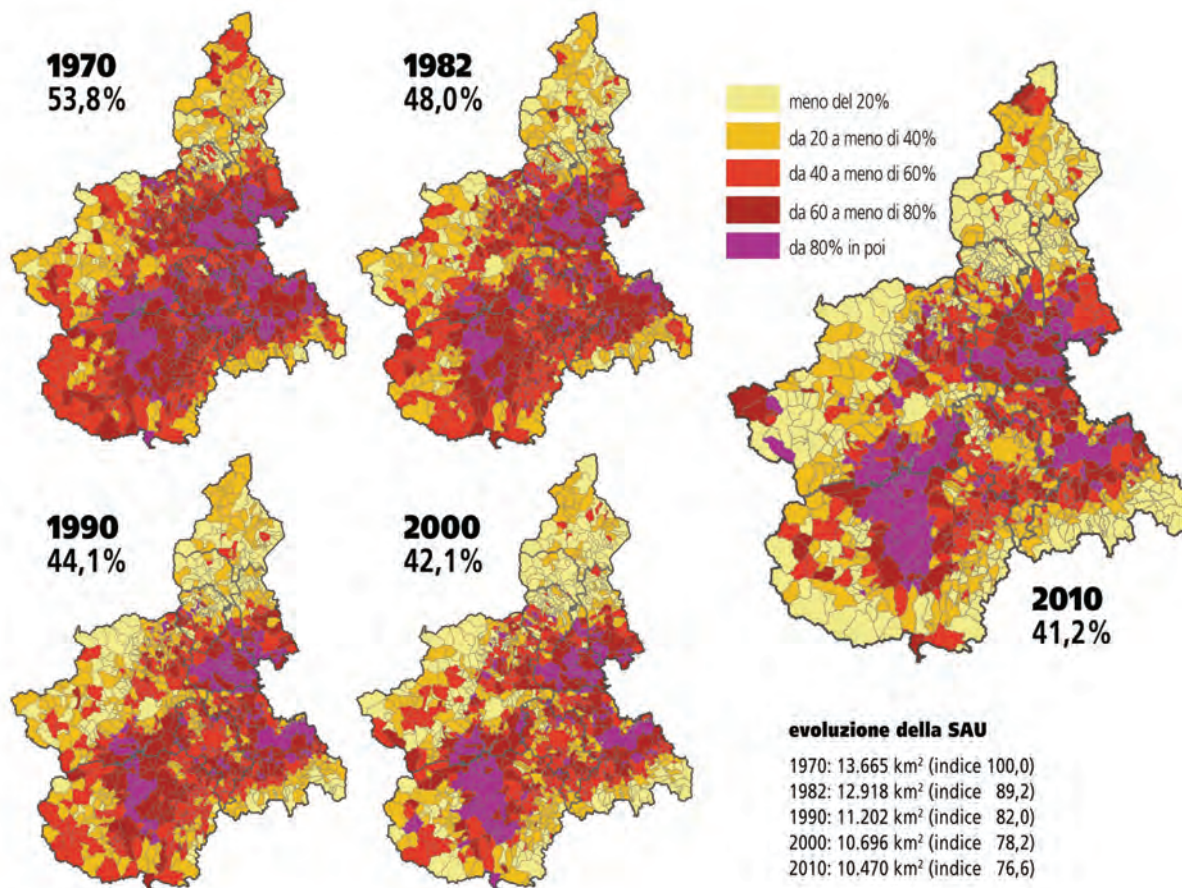 1970
53,8%
1982
48,0%
meno del 20%
da 20 a meno di 40%
da 40 a meno di 60%
da 60 a meno di 80%
da 80% in poi
1990
44,1%
2000
42,1%
2010
41,2%
evoluzione della SAU
1970: 13.665 km² (indice 100,0)
1982: 12.918 km² (indice 89,2)
1990: 11.202 km² (indice 82,0)
2000: 10.696 km² (indice 78,2)
2010: 10.470 km² (indice 76,6)